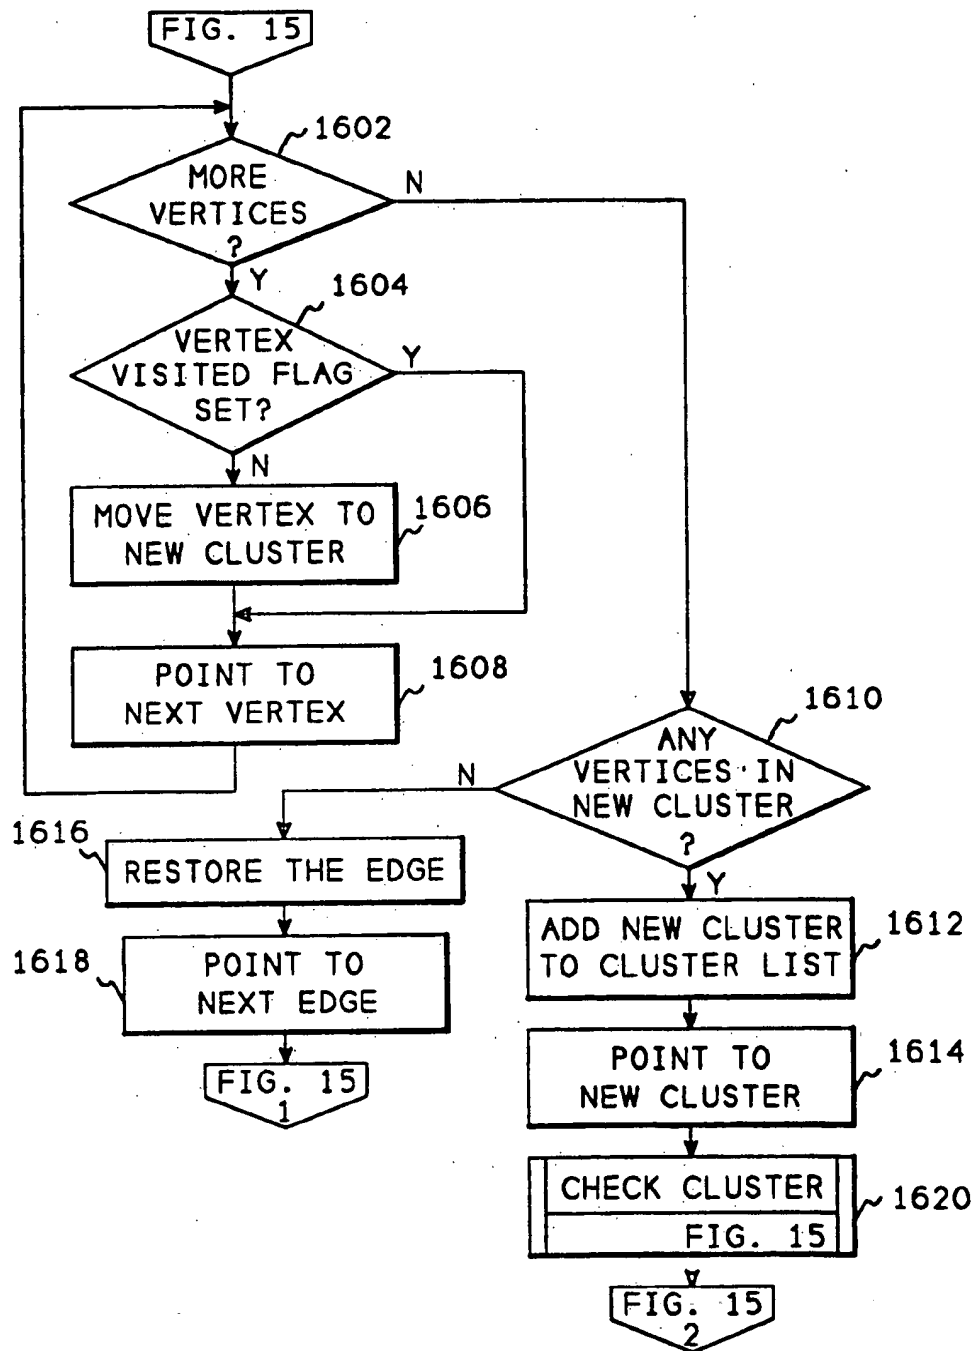 FIG. 15
1602
MORE
VERTICES
?
N
Y
1604
VERTEX
VISITED FLAG
SET?
Y
N
MOVE VERTEX TO
NEW CLUSTER
1606
POINT TO
NEXT VERTEX
1608
1610
ANY
VERTICES IN
NEW CLUSTER
?
N
Y
1616
RESTORE THE EDGE
1618
POINT TO
NEXT EDGE
FIG. 15
1
ADD NEW CLUSTER
TO CLUSTER LIST
1612
POINT TO
NEW CLUSTER
1614
CHECK CLUSTER
FIG. 15
1620
FIG. 15
2